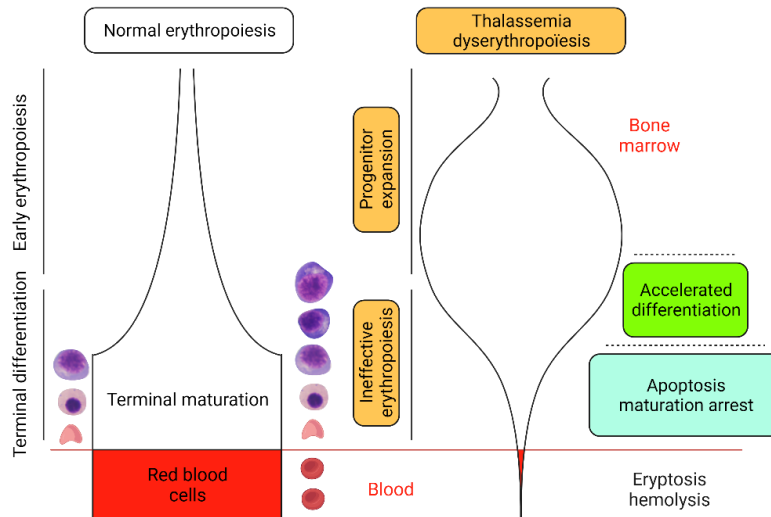 Normal erythropoiesis
Thalassemia
dyserythropoïesis
Early erythropoiesis
Progenitor
expansion
Bone
marrow
Terminal differentiation
Ineffective
erythropoiesis
Accelerated
differentiation
Terminal maturation
Apoptosis
maturation arrest
Red blood
cells
Blood
Eryptosis
hemolysis